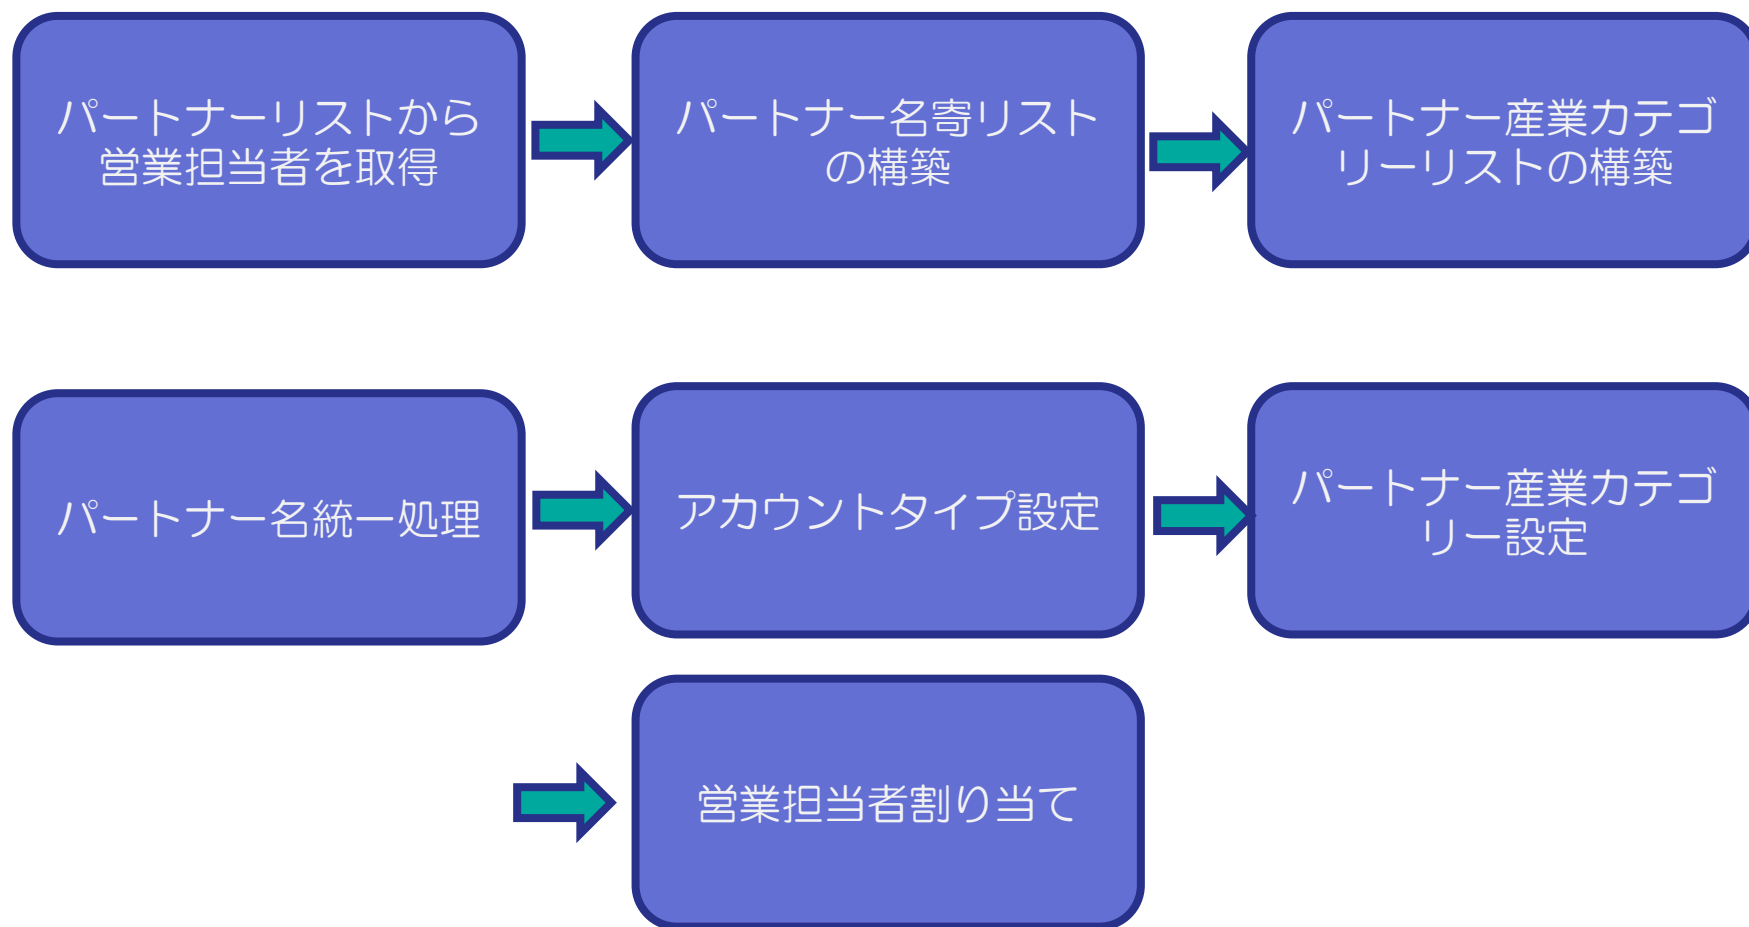 パートナーリストから
営業担当者を取得
パートナー名寄リスト
の構築
パートナー産業カテゴ
リーリストの構築
パートナー名統一処理
アカウントタイプ設定
パートナー産業カテゴ
リー設定
営業担当者割り当て